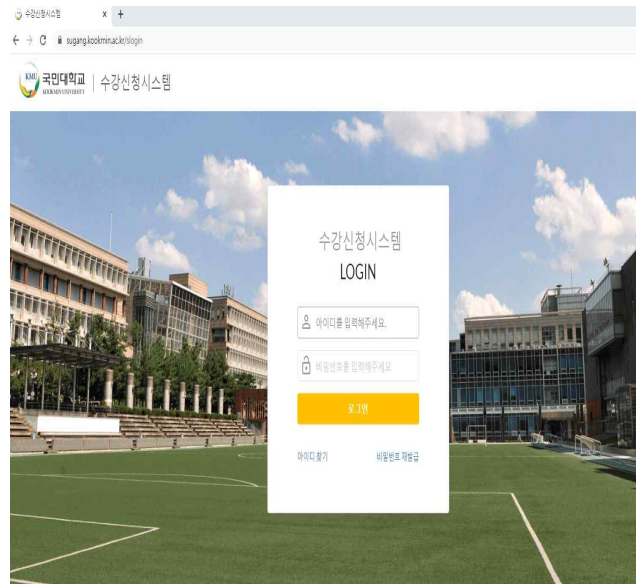 수강신청시스템 x +
sugang.kookmin.ac.kr/slogin
KMU 국민대학교 | 수강신청시스템
KOOKMIN UNIVERSITY
수강신청시스템
LOGIN
아이디를 입력해주세요.
비밀번호를 입력해주세요
로그인
아이디 찾기 비밀번호 재발급